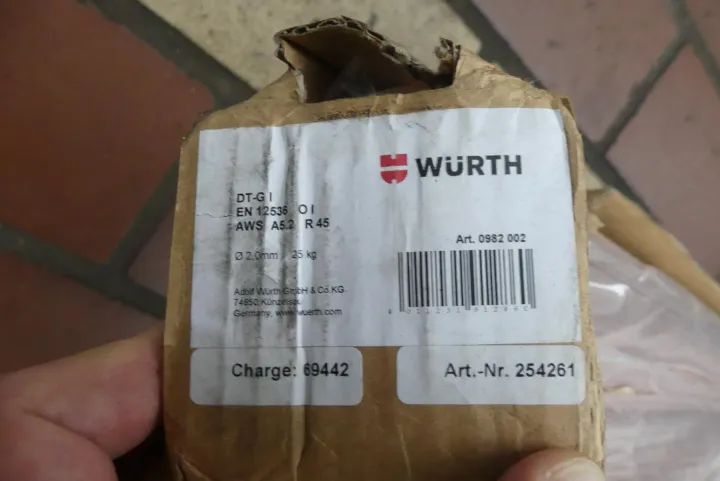 WÜRTH
DT-G I
EN 12536 O I
AWS A5.2 R 45
Art. 0982 002
Ø 2,0mm 25 kg
Adolf Würth GmbH & Co.KG
74650 Künzelsau
Germany, www.wuerth.com
Charge: 69442
Art.-Nr. 254261